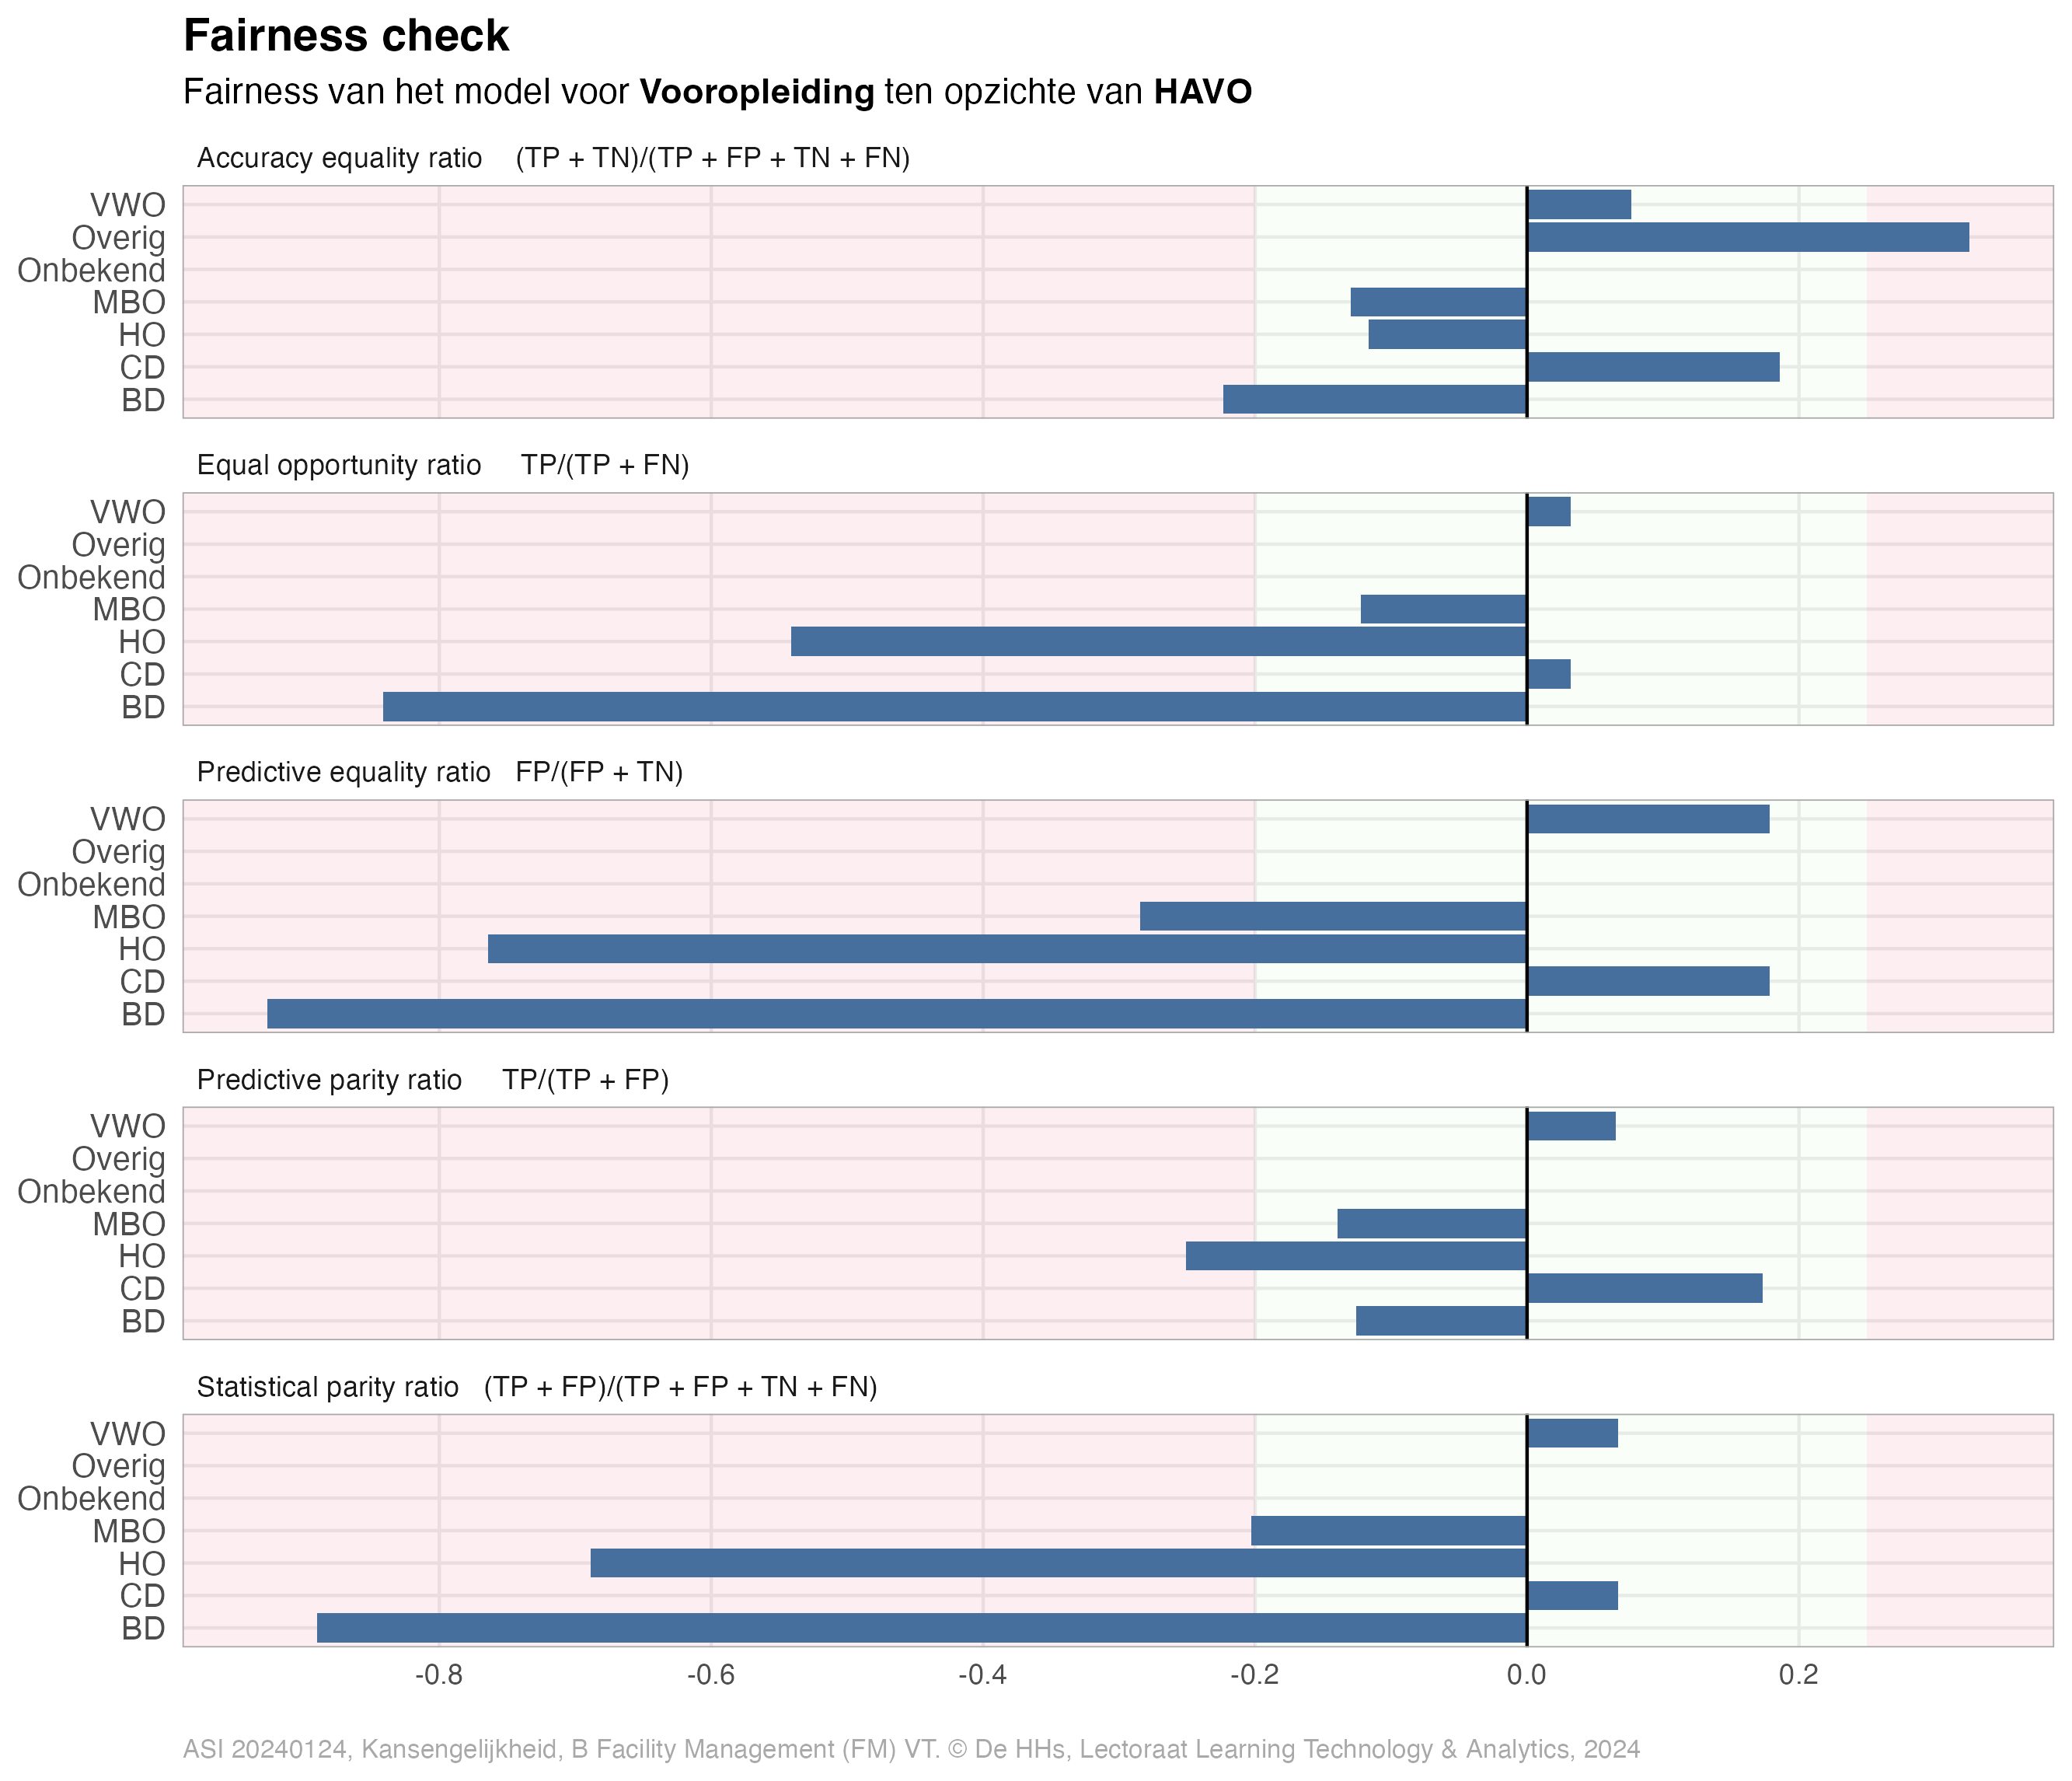 Fairness check
Fairness van het model voor Vooropleiding ten opzichte van HAVO
Accuracy equality ratio (TP + TN)/(TP + FP + TN + FN)
VWO
Overig
Onbekend
MBO
HO
CD
BD
Equal opportunity ratio TP/(TP + FN)
VWO
Overig
Onbekend
MBO
HO
CD
BD
Predictive equality ratio FP/(FP + TN)
VWO
Overig
Onbekend
MBO
HO
CD
BD
Predictive parity ratio TP/(TP + FP)
VWO
Overig
Onbekend
MBO
HO
CD
BD
Statistical parity ratio (TP + FP)/(TP + FP + TN + FN)
VWO
Overig
Onbekend
MBO
HO
CD
BD
-0.8 -0.6 -0.4 -0.2 0.0 0.2
ASI 20240124, Kansengelijkheid, B Facility Management (FM) VT. © De HHs, Lectoraat Learning Technology & Analytics, 2024